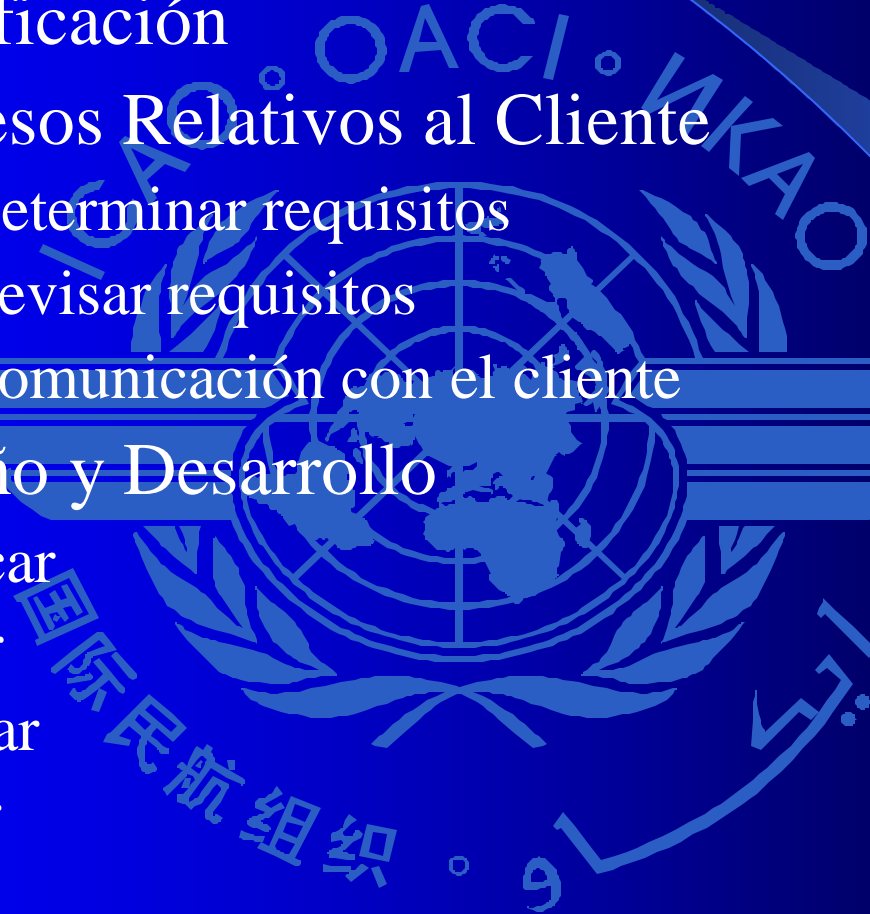 ficación
ICAO · OACI · ИКАО
esos Relativos al Cliente
eterminar requisitos
evisar requisitos
omunicación con el cliente
ño y Desarrollo
car
ar
国际民航组织